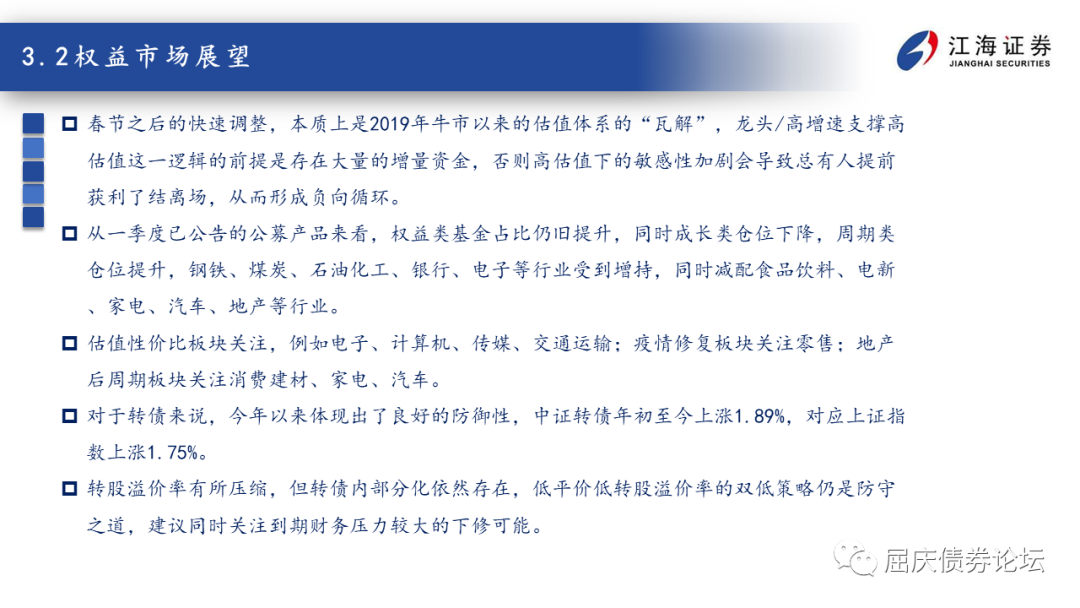 3.2权益市场展望
江海证券
JIANGHAI SECURITIES
春节之后的快速调整，本质上是2019年牛市以来的估值体系的“瓦解”，龙头/高增速支撑高
估值这一逻辑的前提是存在大量的增量资金，否则高估值下的敏感性加剧会导致总有人提前
获利了结离场，从而形成负向循环。
从一季度已公告的公募产品来看，权益类基金占比仍旧提升，同时成长类仓位下降，周期类
仓位提升，钢铁、煤炭、石油化工、银行、电子等行业受到增持，同时减配食品饮料、电新
、家电、汽车、地产等行业。
估值性价比板块关注，例如电子、计算机、传媒、交通运输；疫情修复板块关注零售；地产
后周期板块关注消费建材、家电、汽车。
对于转债来说，今年以来体现出了良好的防御性，中证转债年初至今上涨1.89%，对应上证指
数上涨1.75%。
转股溢价率有所压缩，但转债内部分化依然存在，低平价低转股溢价率的双低策略仍是防守
之道，建议同时关注到期财务压力较大的下修可能。
屈庆债券论坛